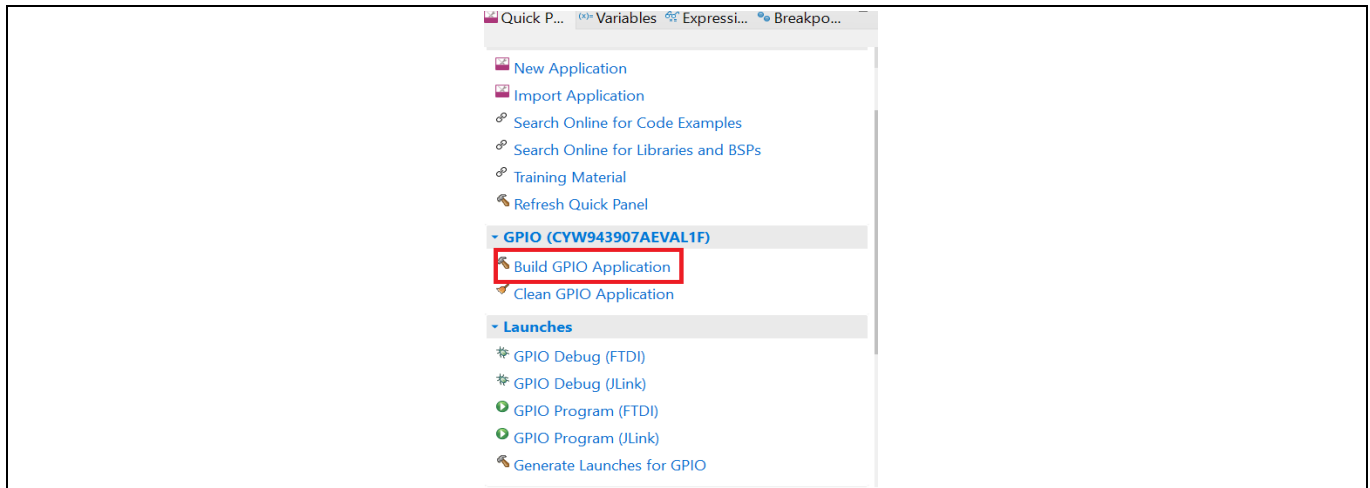 Quick P... (x)= Variables Expressi... Breakpo...
New Application
Import Application
Search Online for Code Examples
Search Online for Libraries and BSPs
Training Material
Refresh Quick Panel
GPIO (CYW943907AEVAL1F)
Build GPIO Application
Clean GPIO Application
Launches
GPIO Debug (FTDI)
GPIO Debug (JLink)
GPIO Program (FTDI)
GPIO Program (JLink)
Generate Launches for GPIO